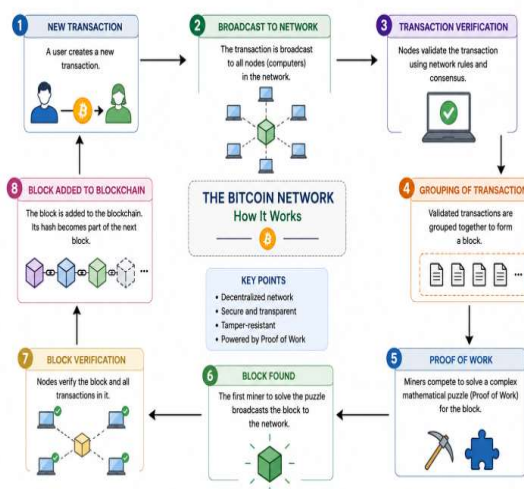 1 NEW TRANSACTION
A user creates a new
transaction.
2 BROADCAST TO NETWORK
The transaction is broadcast
to all nodes (computers)
in the network.
3 TRANSACTION VERIFICATION
Nodes validate the transaction
using network rules and
consensus.
4 GROUPING OF TRANSACTION
Validated transactions are
grouped together to form
a block.
...
5 PROOF OF WORK
Miners compete to solve a complex
mathematical puzzle (Proof of Work)
for the block.
6 BLOCK FOUND
The first miner to solve the puzzle
broadcasts the block to
the network.
7 BLOCK VERIFICATION
Nodes verify the block and all
transactions in it.
8 BLOCK ADDED TO BLOCKCHAIN
The block is added to the blockchain.
Its hash becomes part of the next
block.
...
THE BITCOIN NETWORK
How It Works
KEY POINTS
• Decentralized network
• Secure and transparent
• Tamper-resistant
• Powered by Proof of Work